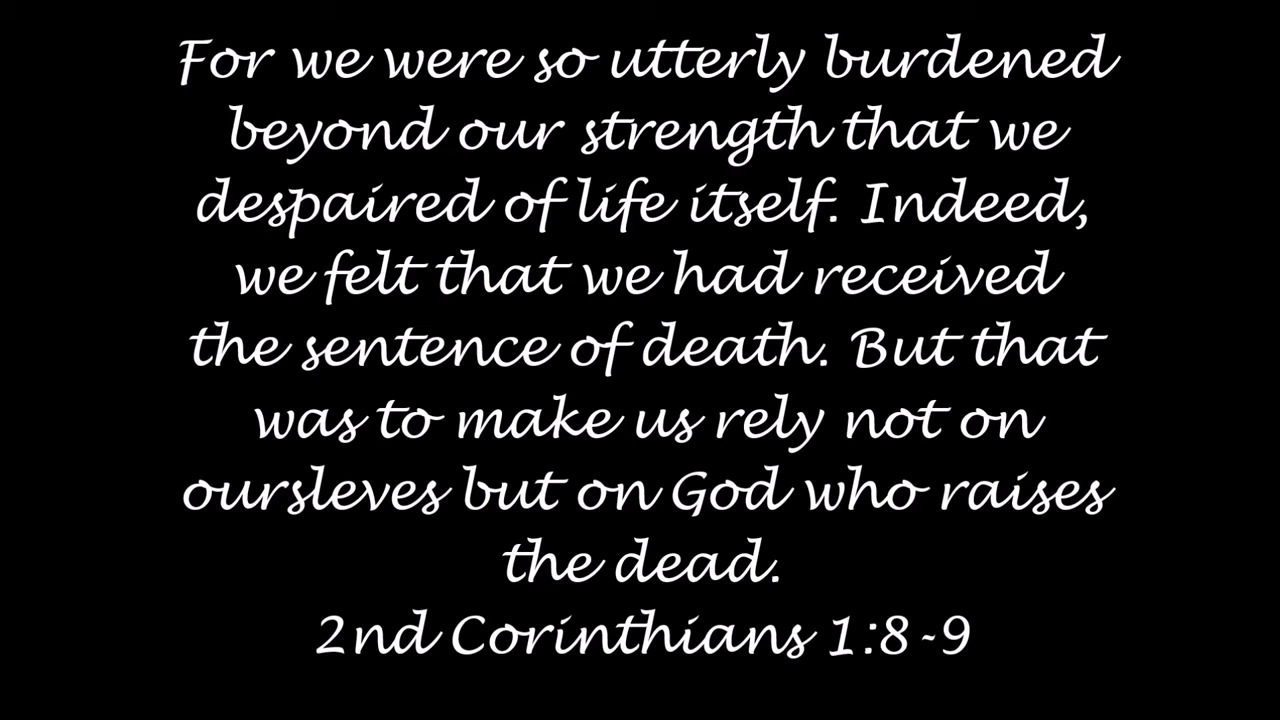 For we were so utterly burdened
beyond our strength that we
despaired of life itself. Indeed,
we felt that we had received
the sentence of death. But that
was to make us rely not on
oursleves but on God who raises
the dead.
2nd Corinthians 1:8-9